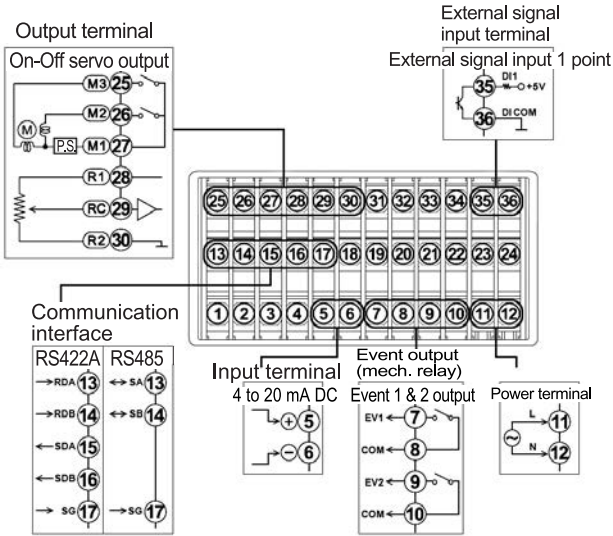 Output terminal
On-Off servo output
M3 25
M2 26
M
P.S. M1 27
R1 28
RC 29
R2 30
External signal
input terminal
External signal input 1 point
35 DI1
+5V
36 DI COM
25 26 27 28 29 30 31 32 33 34 35 36
13 14 15 16 17 18 19 20 21 22 23 24
1 2 3 4 5 6 7 8 9 10 11 12
Communication
interface
RS422A RS485
RDA 13 SA 13
RDB 14 SB 14
SDA 15
SDB 16
SG 17 SG 17
Input terminal
4 to 20 mA DC
+ 5
− 6
Event output
(mech. relay)
Event 1 & 2 output
EV1 7
COM 8
EV2 9
COM 10
Power terminal
L 11
N 12